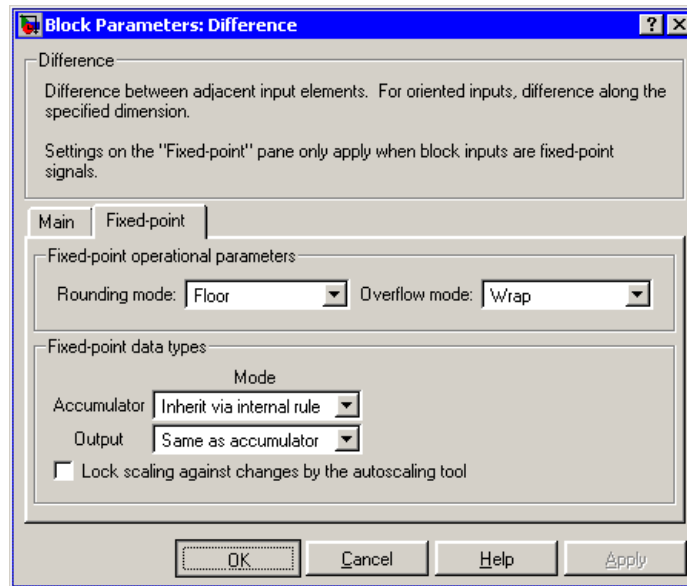 Block Parameters: Difference
Difference
Difference between adjacent input elements.  For oriented inputs, difference along the
specified dimension.
Settings on the "Fixed-point" pane only apply when block inputs are fixed-point
signals.
Main Fixed-point
Fixed-point operational parameters
Rounding mode: Floor Overflow mode: Wrap
Fixed-point data types
Mode
Accumulator Inherit via internal rule
Output Same as accumulator
Lock scaling against changes by the autoscaling tool
OK Cancel Help Apply